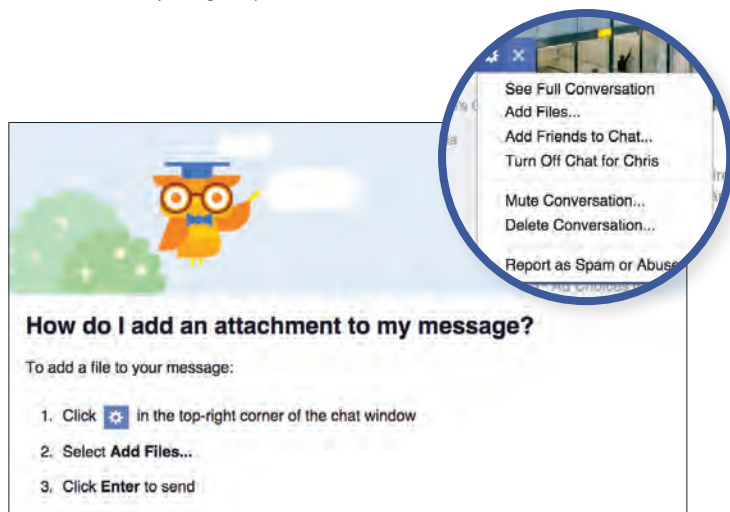 See Full Conversation
Add Files...
Add Friends to Chat...
Turn Off Chat for Chris
Mute Conversation...
Delete Conversation...
Report as Spam or Abuse
Ad Choices
How do I add an attachment to my message?
To add a file to your message:
1. Click in the top-right corner of the chat window
2. Select Add Files...
3. Click Enter to send